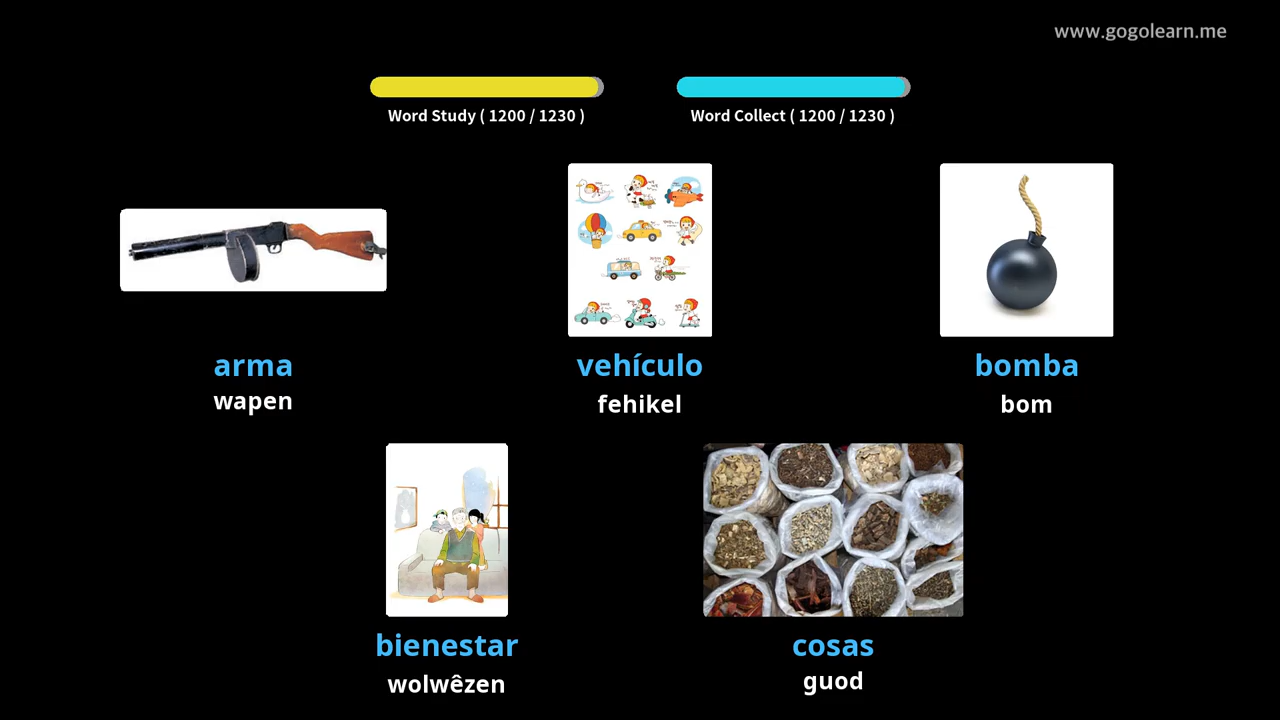 www.gogolearn.me
Word Study ( 1200 / 1230 )
Word Collect ( 1200 / 1230 )
arma
wapen
vehículo
fehikel
bomba
bom
bienestar
wolwêzen
cosas
guod